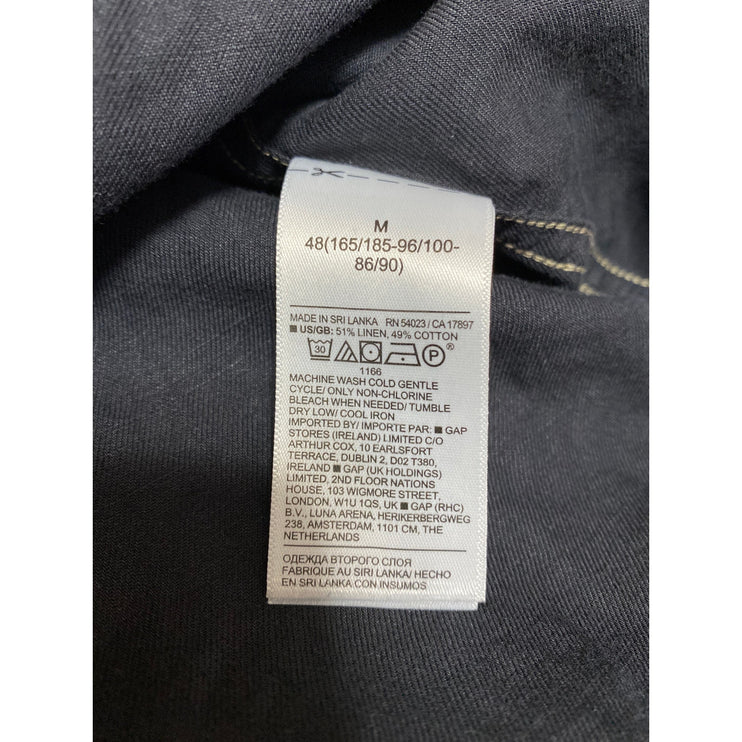 M
48(165/185-96/100-
86/90)
MADE IN SRI LANKA RN 54023 / CA 17897
■ US/GB: 51% LINEN, 49% COTTON
30 P ®
1166
MACHINE WASH COLD GENTLE
CYCLE/ ONLY NON-CHLORINE
BLEACH WHEN NEEDED/ TUMBLE
DRY LOW/ COOL IRON
IMPORTED BY/ IMPORTE PAR: ■ GAP
STORES (IRELAND) LIMITED C/O
ARTHUR COX, 10 EARLSFORT
TERRACE, DUBLIN 2, D02 T380,
IRELAND ■ GAP (UK HOLDINGS)
LIMITED, 2ND FLOOR NATIONS
HOUSE, 103 WIGMORE STREET,
LONDON, W1U 1QS, UK ■ GAP (RHC)
B.V., LUNA ARENA, HERIKERBERGWEG
238, AMSTERDAM, 1101 CM, THE
NETHERLANDS
ОДЕЖДА ВТОРОГО СЛОЯ
FABRIQUE AU SIRI LANKA/ HECHO
EN SRI LANKA CON INSUMOS